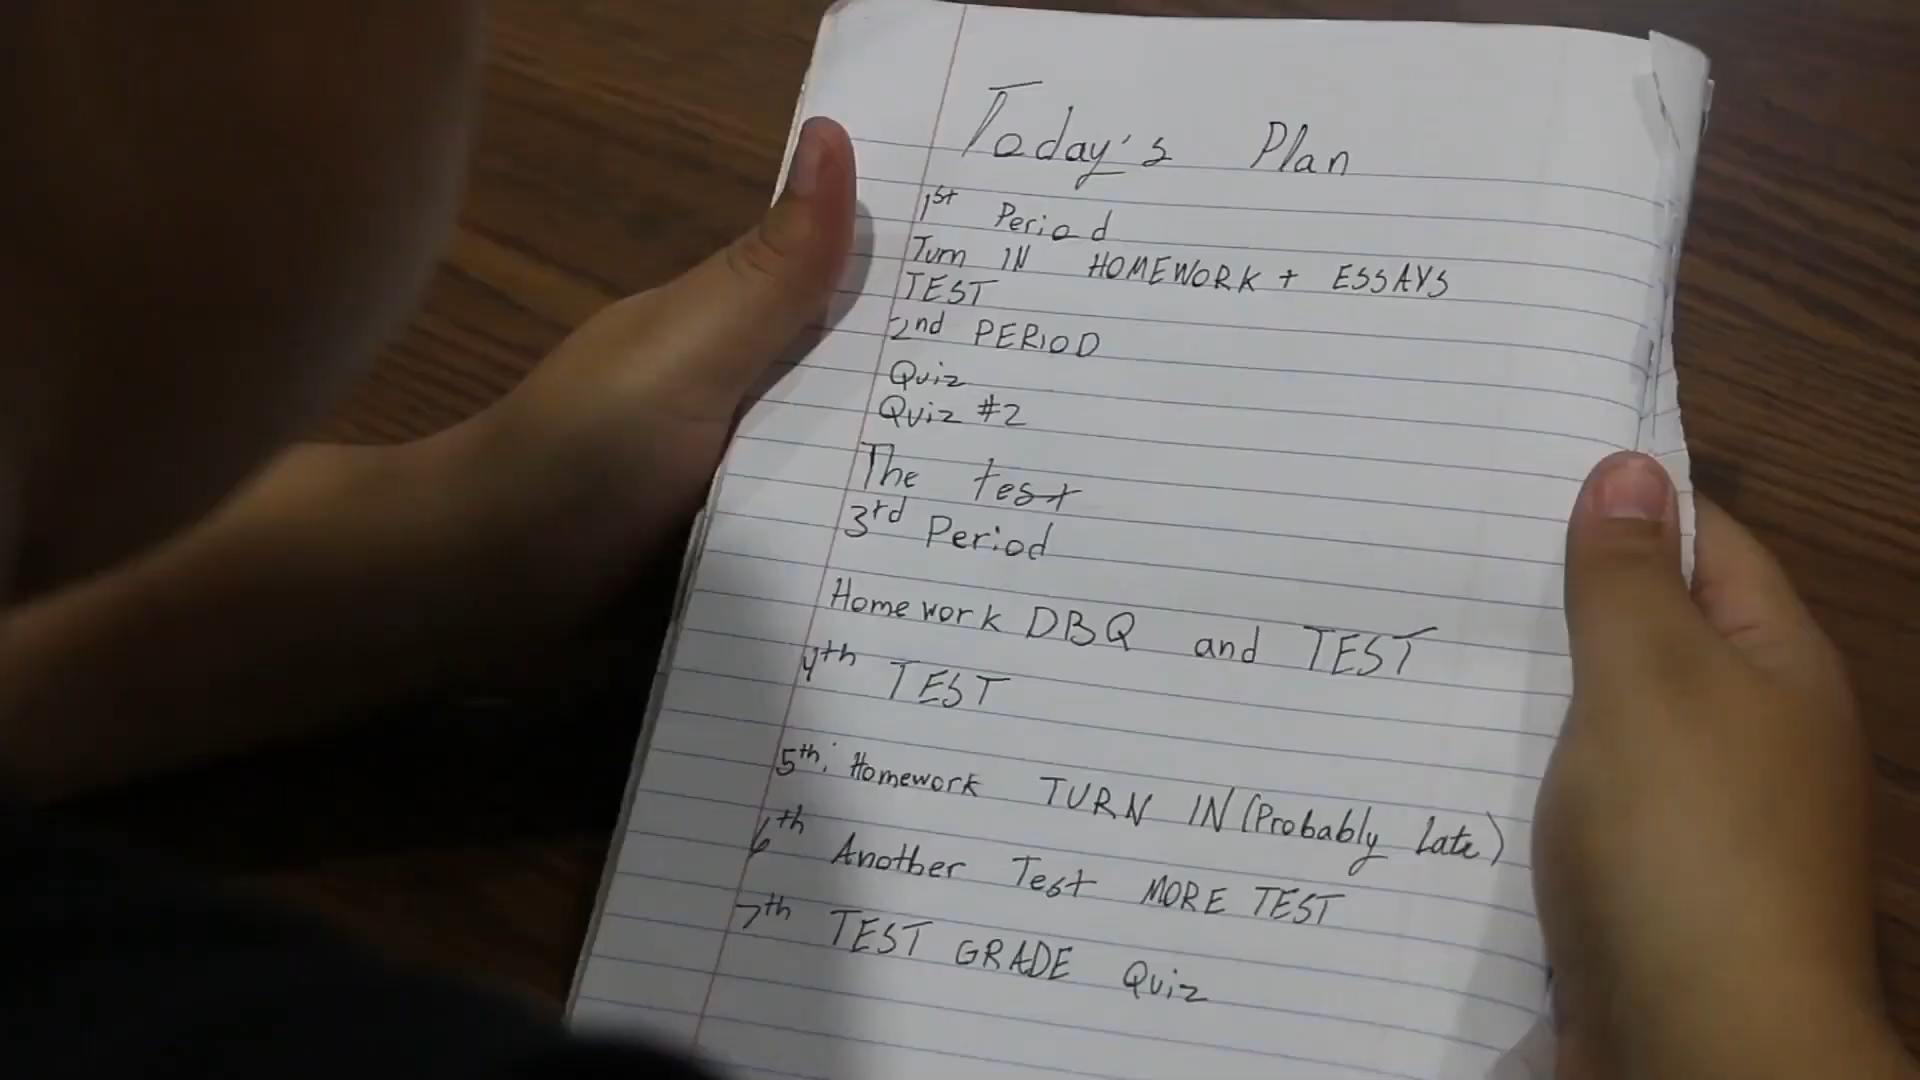 Today's Plan
1st Period
Turn IN HOMEWORK + ESSAYS
TEST
2nd PERIOD
Quiz
Quiz #2
The test
3rd Period
Homework DBQ and TEST
4th TEST
5th: Homework TURN IN (Probably Late)
6th Another Test MORE TEST
7th TEST GRADE Quiz